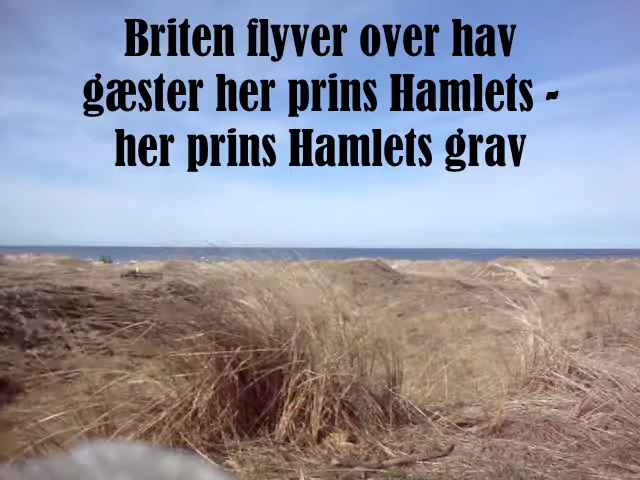 Briten flyver over hav
gæster her prins Hamlets -
her prins Hamlets grav